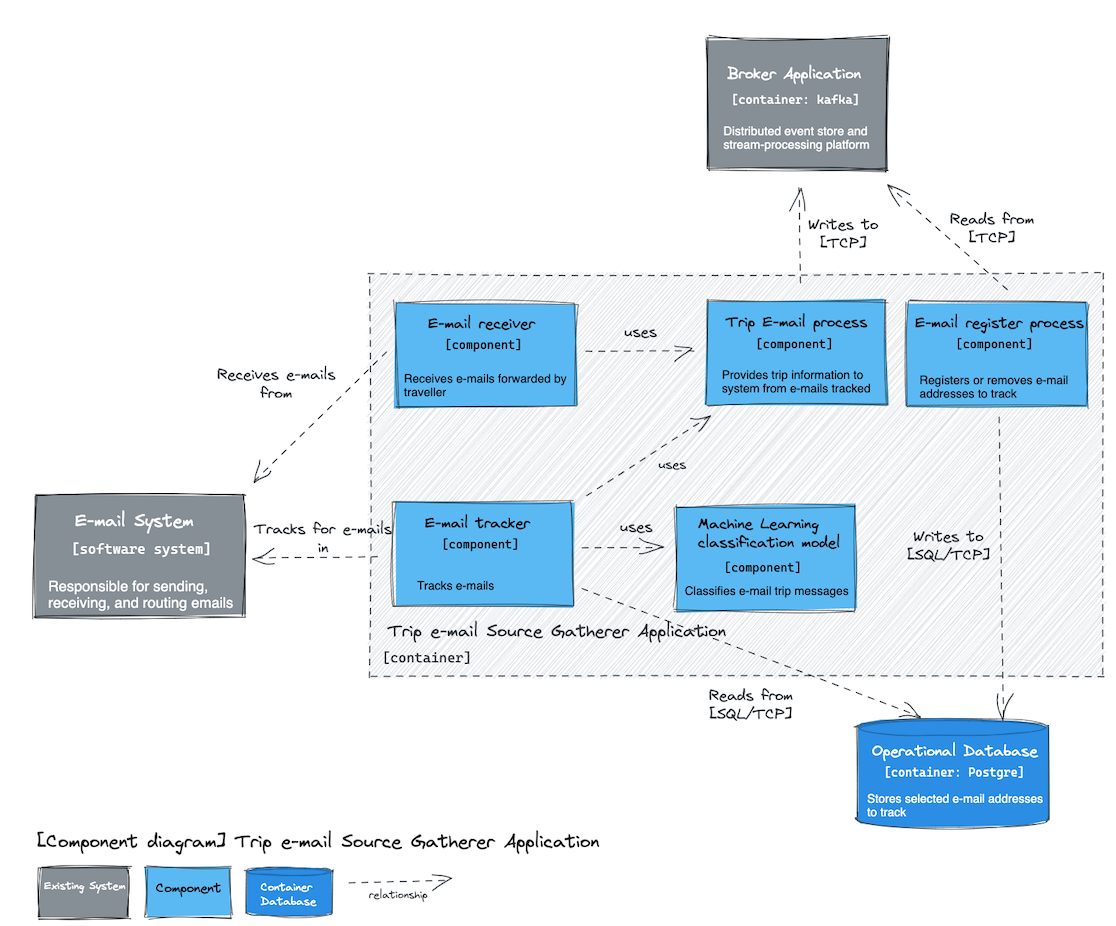 Broker Application
[container: kafka]
Distributed event store and
stream-processing platform
Writes to
[TCP]
Reads from
[TCP]
E-mail receiver
[component]
Receives e-mails forwarded by
traveller
uses
Trip E-mail process
[component]
Provides trip information to
system from e-mails tracked
E-mail register process
[component]
Registers or removes e-mail
addresses to track
Receives e-mails
from
uses
E-mail System
[software system]
Responsible for sending,
receiving, and routing emails
Tracks for e-mails
in
E-mail tracker
[component]
Tracks e-mails
uses
Machine Learning
classification model
[component]
Classifies e-mail trip messages
Writes to
[SQL/TCP]
Trip e-mail Source Gatherer Application
[container]
Reads from
[SQL/TCP]
Operational Database
[container: Postgre]
Stores selected e-mail addresses
to track
[Component diagram] Trip e-mail Source Gatherer Application
Existing System
Component
Container
Database
relationship